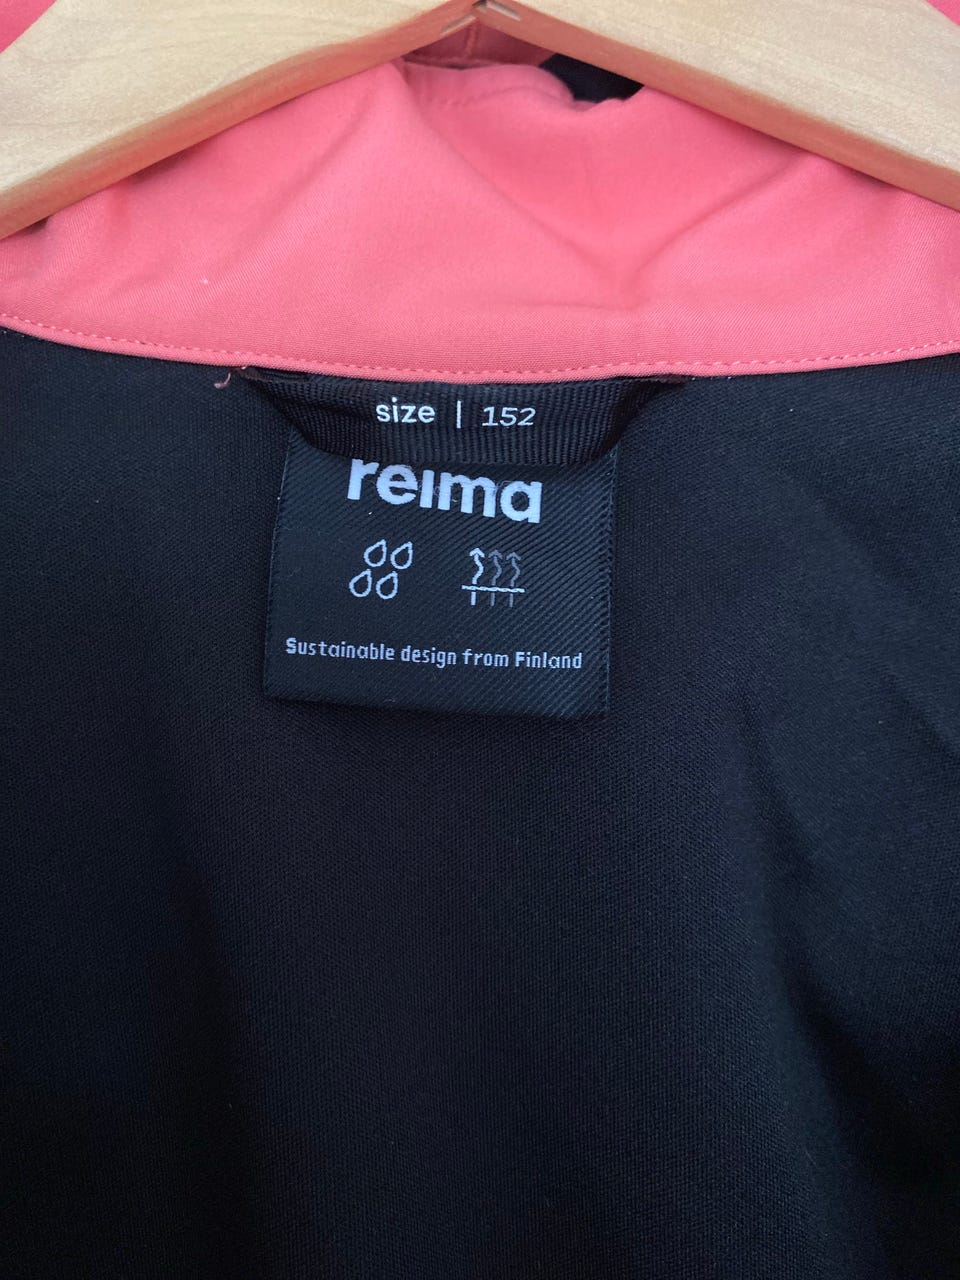 size | 152
reima
Sustainable design from Finland